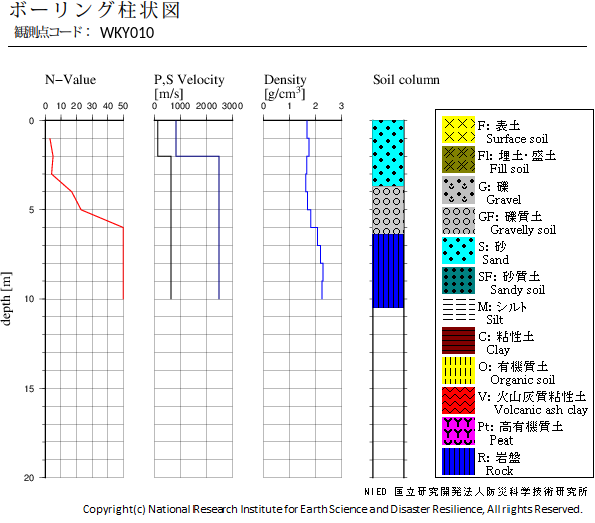 ボーリング柱状図
観測点コード： WKY010
N-Value
0 10 20 30 40 50
P,S Velocity
[m/s]
0 1000 2000 3000
Density
[g/cm³]
0 1 2 3
Soil column
depth [m]
0
5
10
15
20
F: 表土
Surface soil
Fl: 埋土・盛土
Fill soil
G: 礫
Gravel
GF: 礫質土
Gravelly soil
S: 砂
Sand
SF: 砂質土
Sandy soil
M: シルト
Silt
C: 粘性土
Clay
O: 有機質土
Organic soil
V: 火山灰質粘性土
Volcanic ash clay
Pt: 高有機質土
Peat
R: 岩盤
Rock
NIED 国立研究開発法人防災科学技術研究所
Copyright(c) National Research Institute for Earth Science and Disaster Resilience, All rights Reserved.